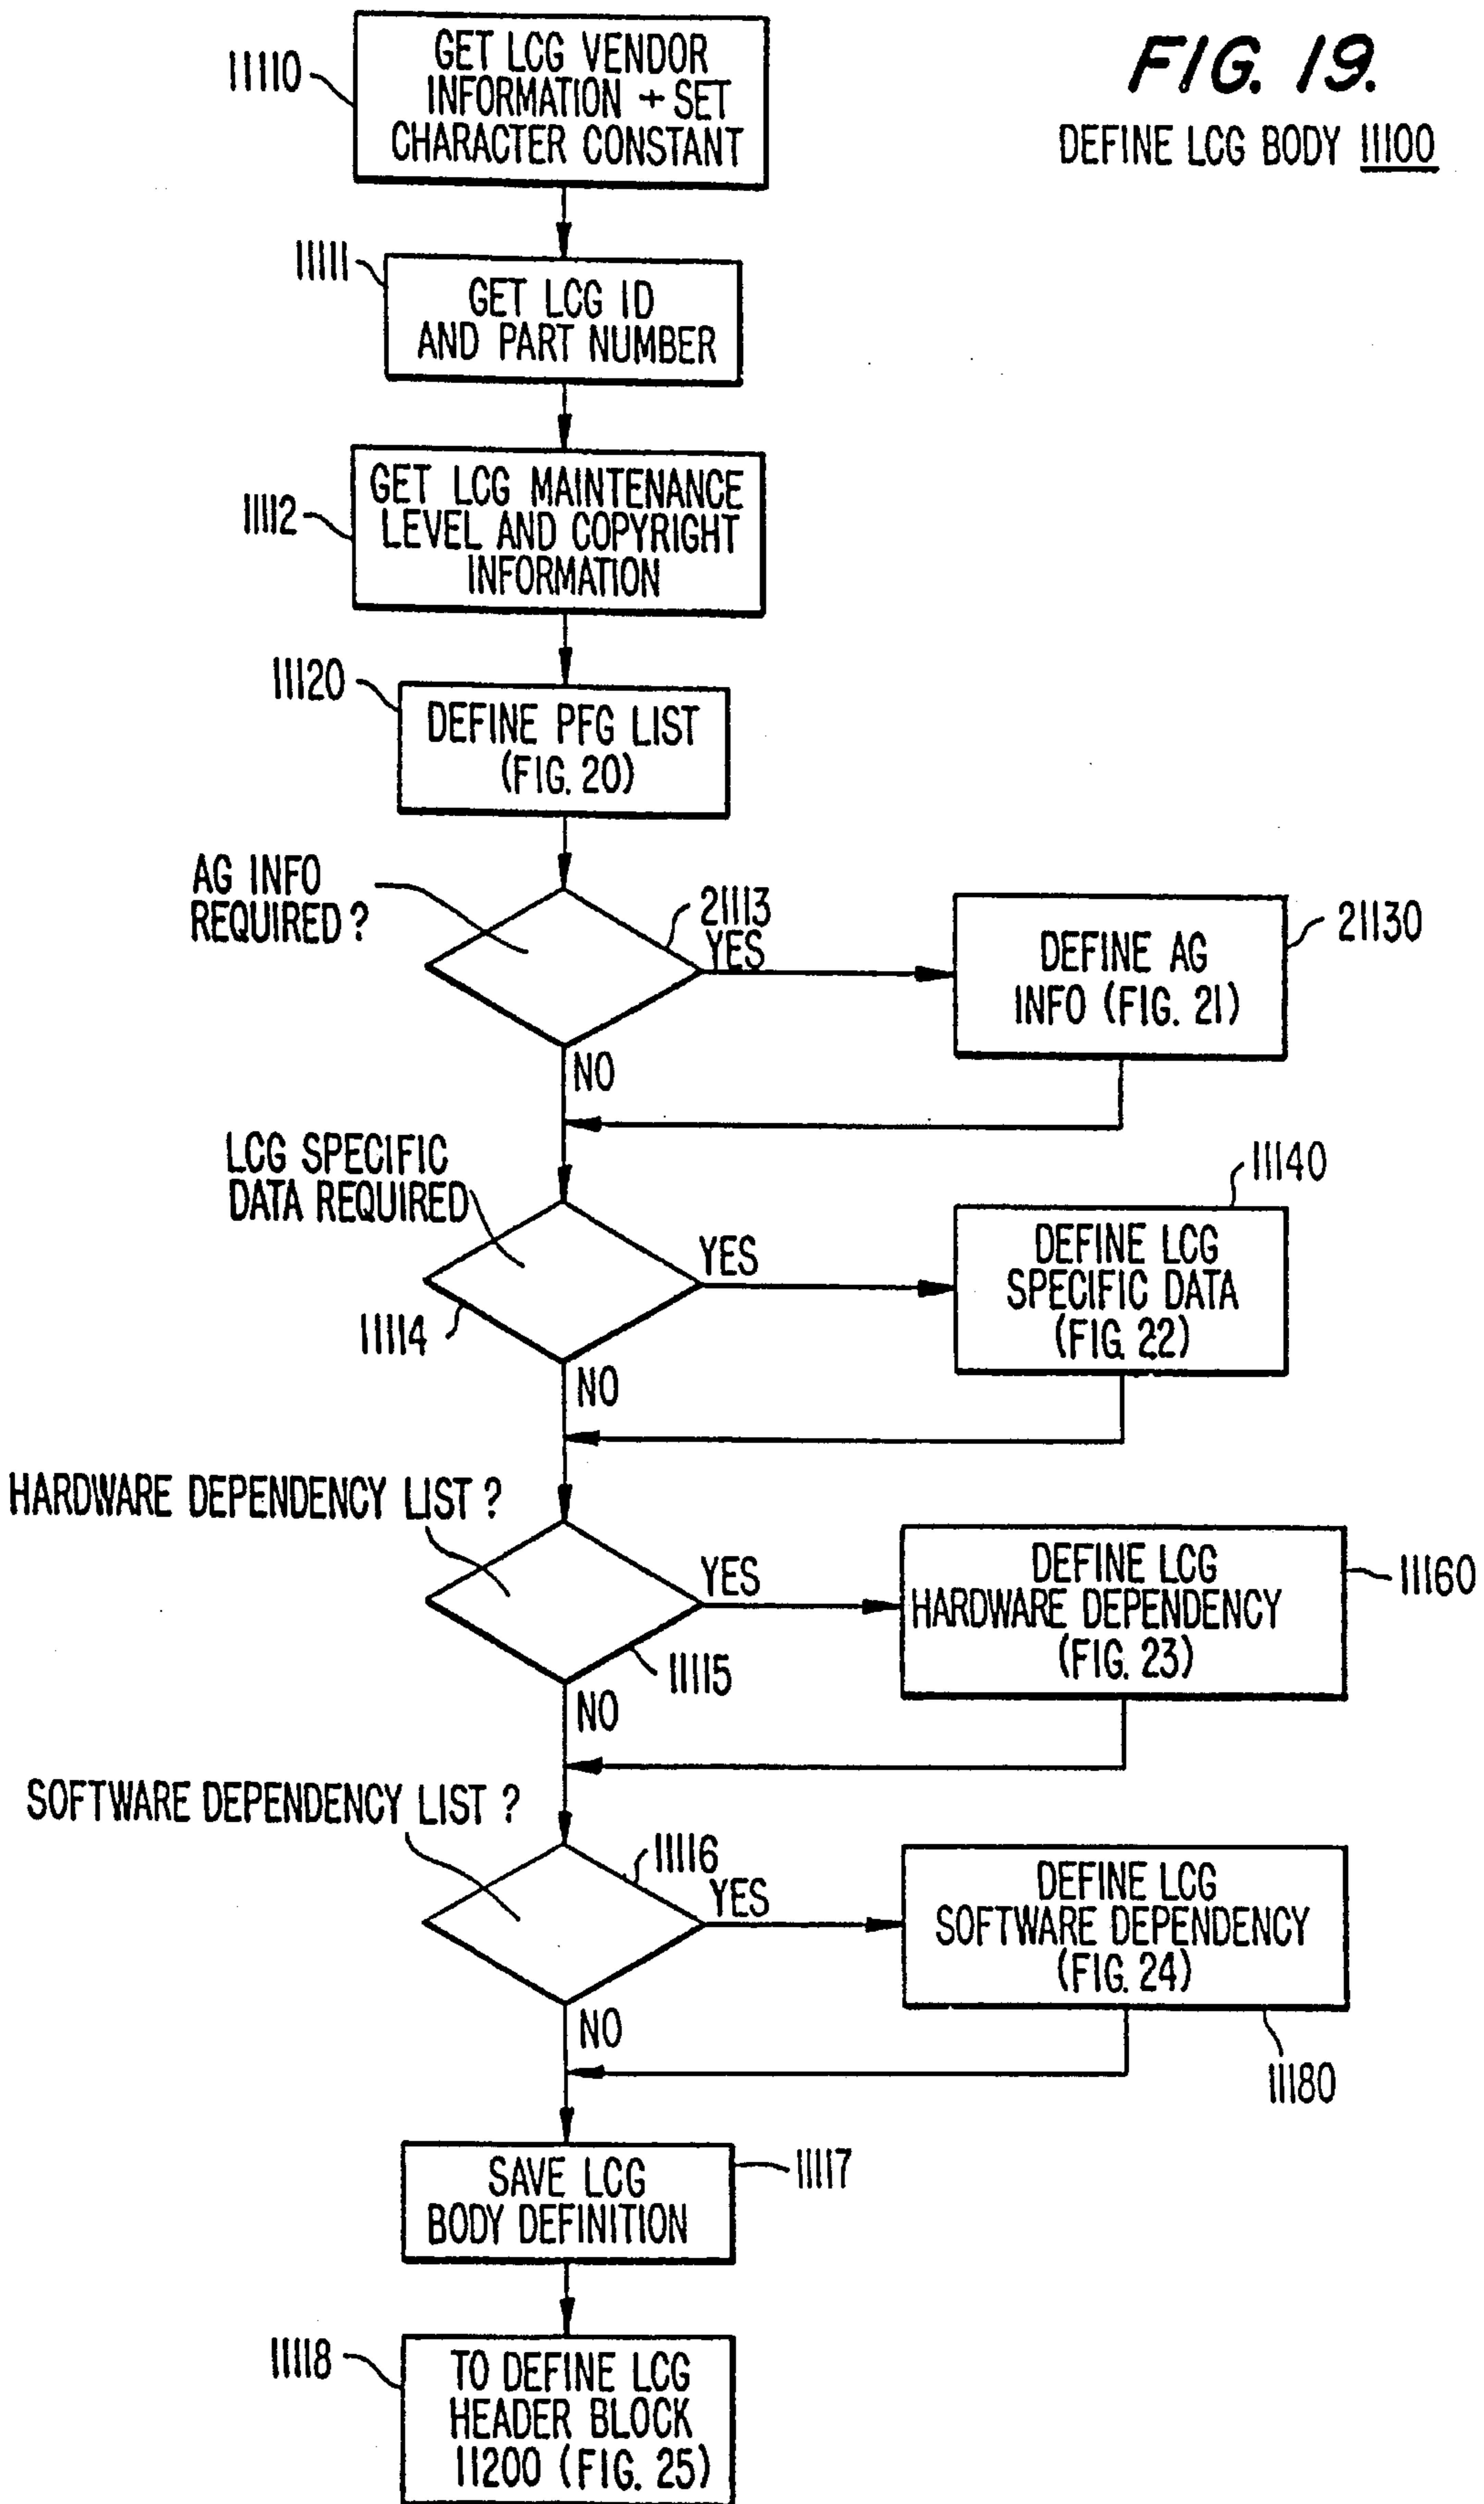 FIG. 19.
DEFINE LCG BODY 11100
11110
GET LCG VENDOR
INFORMATION + SET
CHARACTER CONSTANT
11111
GET LCG ID
AND PART NUMBER
11112
GET LCG MAINTENANCE
LEVEL AND COPYRIGHT
INFORMATION
11120
DEFINE PFG LIST
(FIG. 20)
AG INFO
REQUIRED ?
21113
YES
NO
DEFINE AG
INFO (FIG. 21)
21130
LCG SPECIFIC
DATA REQUIRED
11114
YES
NO
11140
DEFINE LCG
SPECIFIC DATA
(FIG. 22)
HARDWARE DEPENDENCY LIST ?
YES
11115
NO
DEFINE LCG
HARDWARE DEPENDENCY
(FIG. 23)
11160
SOFTWARE DEPENDENCY LIST ?
11116
YES
NO
DEFINE LCG
SOFTWARE DEPENDENCY
(FIG. 24)
11180
SAVE LCG
BODY DEFINITION
11117
11118
TO DEFINE LCG
HEADER BLOCK
11200 (FIG. 25)